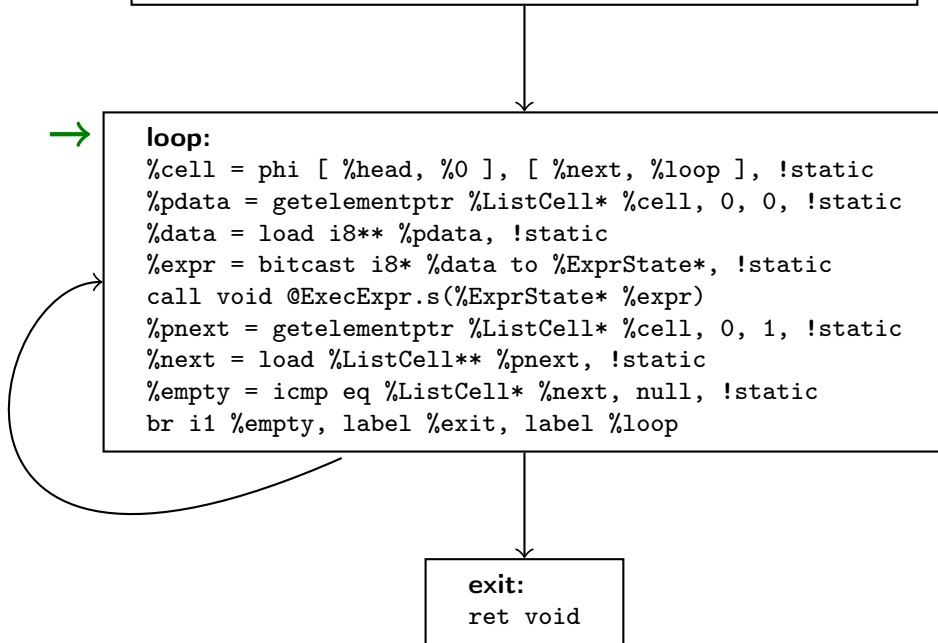 loop:
%cell = phi [ %head, %0 ], [ %next, %loop ], !static
%pdata = getelementptr %ListCell* %cell, 0, 0, !static
%data = load i8** %pdata, !static
%expr = bitcast i8* %data to %ExprState*, !static
call void @ExecExpr.s(%ExprState* %expr)
%pnext = getelementptr %ListCell* %cell, 0, 1, !static
%next = load %ListCell** %pnext, !static
%empty = icmp eq %ListCell* %next, null, !static
br i1 %empty, label %exit, label %loop
exit:
ret void